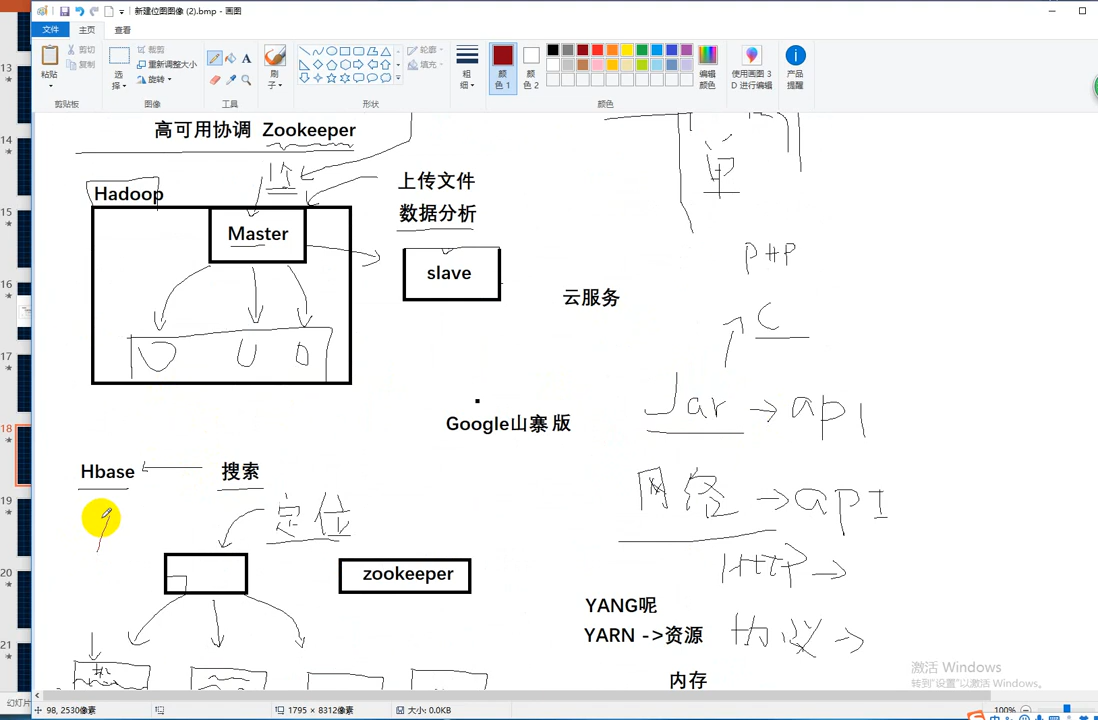 新建位图图像 (2).bmp - 画图
文件
主页
查看
粘贴
剪切
复制
剪贴板
选择
裁剪
重新调整大小
旋转
图像
工具
刷子
形状
轮廓
填充
粗细
颜色 1
颜色 2
颜色
编辑颜色
使用画图 3D 进行编辑
产品提醒
13
14
15
16
17
18
19
20
21
高可用协调 Zookeeper
单
上传文件
Hadoop
数据分析
Master
slave
PHP
云服务
C
Jar → api
Google山寨版
Hbase
搜索
定位
网络 → apI
zookeeper
HTTP →
YANG呢
YARN ->资源
协议 →
内存
激活 Windows
转到"设置"以激活 Windows。
幻灯片
98, 2530像素
1795 × 8312像素
大小: 0.0KB
100%